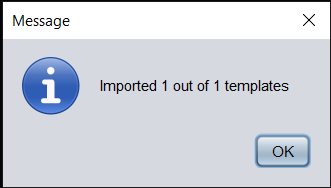 Message
Imported 1 out of 1 templates
OK